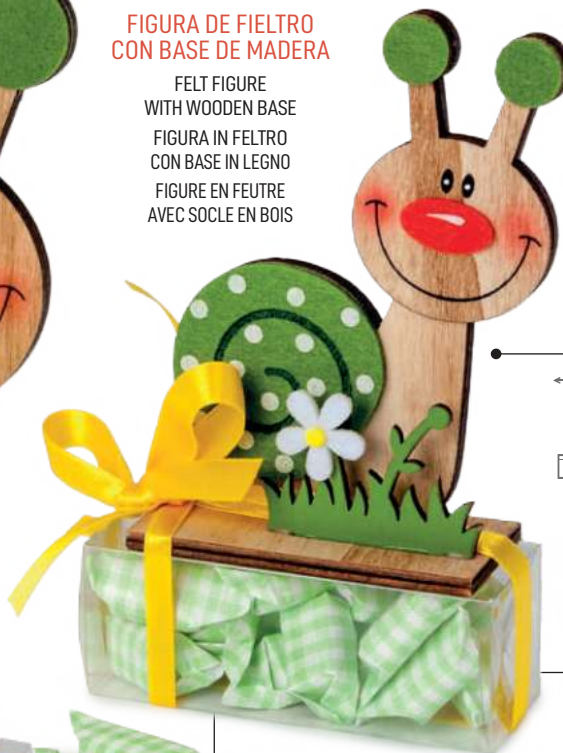 FIGURA DE FIELTRO
CON BASE DE MADERA
FELT FIGURE
WITH WOODEN BASE
FIGURA IN FELTRO
CON BASE IN LEGNO
FIGURE EN FEUTRE
AVEC SOCLE EN BOIS